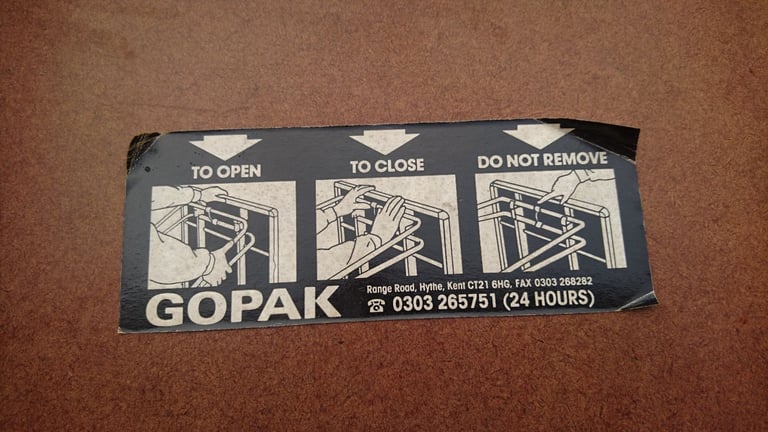 TO OPEN
TO CLOSE
DO NOT REMOVE
GOPAK
Range Road, Hythe, Kent CT21 6HG, FAX 0303 268282
☎ 0303 265751 (24 HOURS)